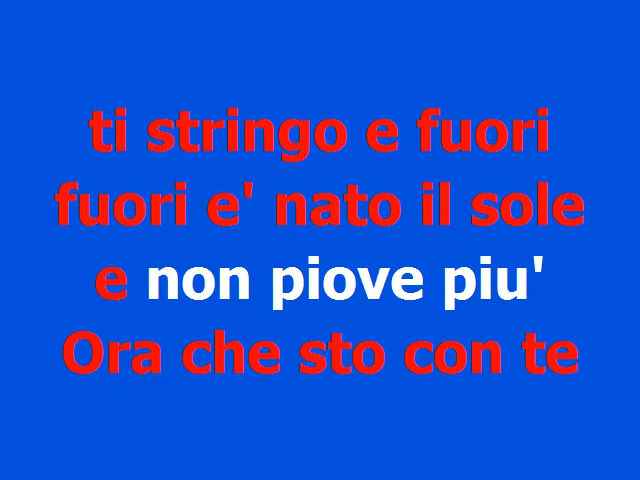 ti stringo e fuori
fuori e' nato il sole
e non piove piu'
Ora che sto con te